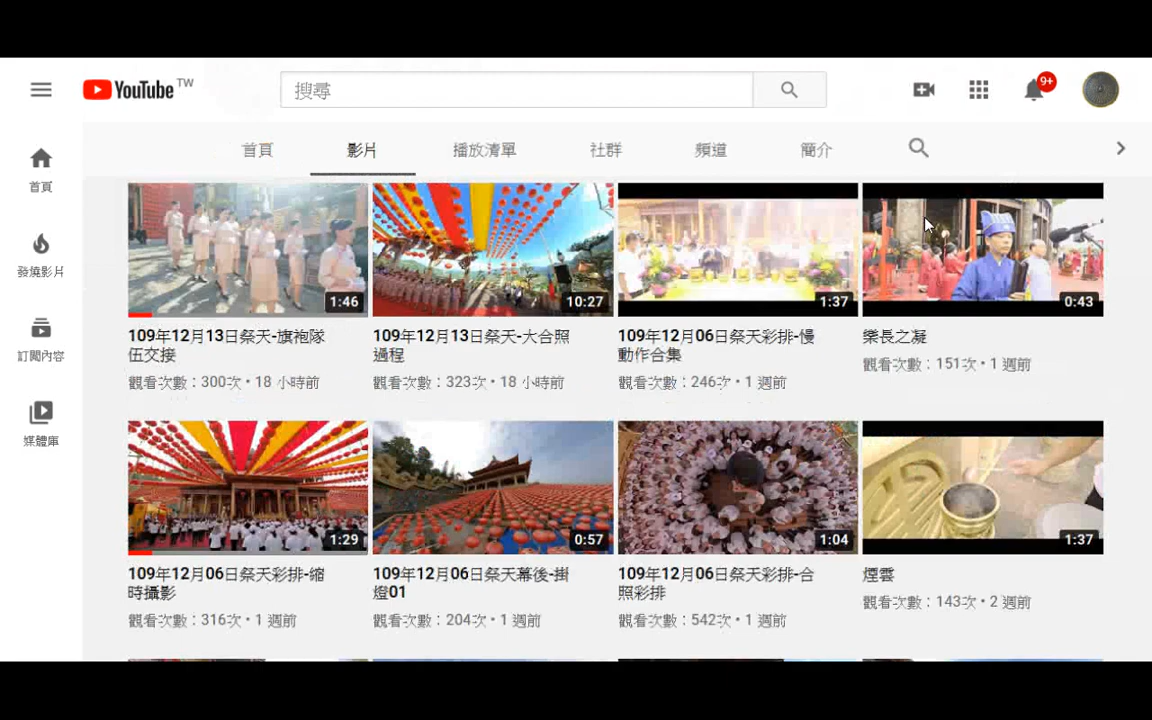 YouTube TW
搜尋
9+
首頁
影片
播放清單
社群
頻道
簡介
首頁
發燒影片
訂閱內容
媒體庫
1:46
10:27
1:37
0:43
109年12月13日祭天-旗袍隊
伍交接
觀看次數：300次 • 18 小時前
109年12月13日祭天-大合照
過程
觀看次數：323次 • 18 小時前
109年12月06日祭天彩排-慢
動作合集
觀看次數：246次 • 1 週前
樂長之凝
觀看次數：151次 • 1 週前
1:29
0:57
1:04
1:37
109年12月06日祭天彩排-縮
時攝影
觀看次數：316次 • 1 週前
109年12月06日祭天幕後-掛
燈01
觀看次數：204次 • 1 週前
109年12月06日祭天彩排-合
照彩排
觀看次數：542次 • 1 週前
煙雲
觀看次數：143次 • 2 週前